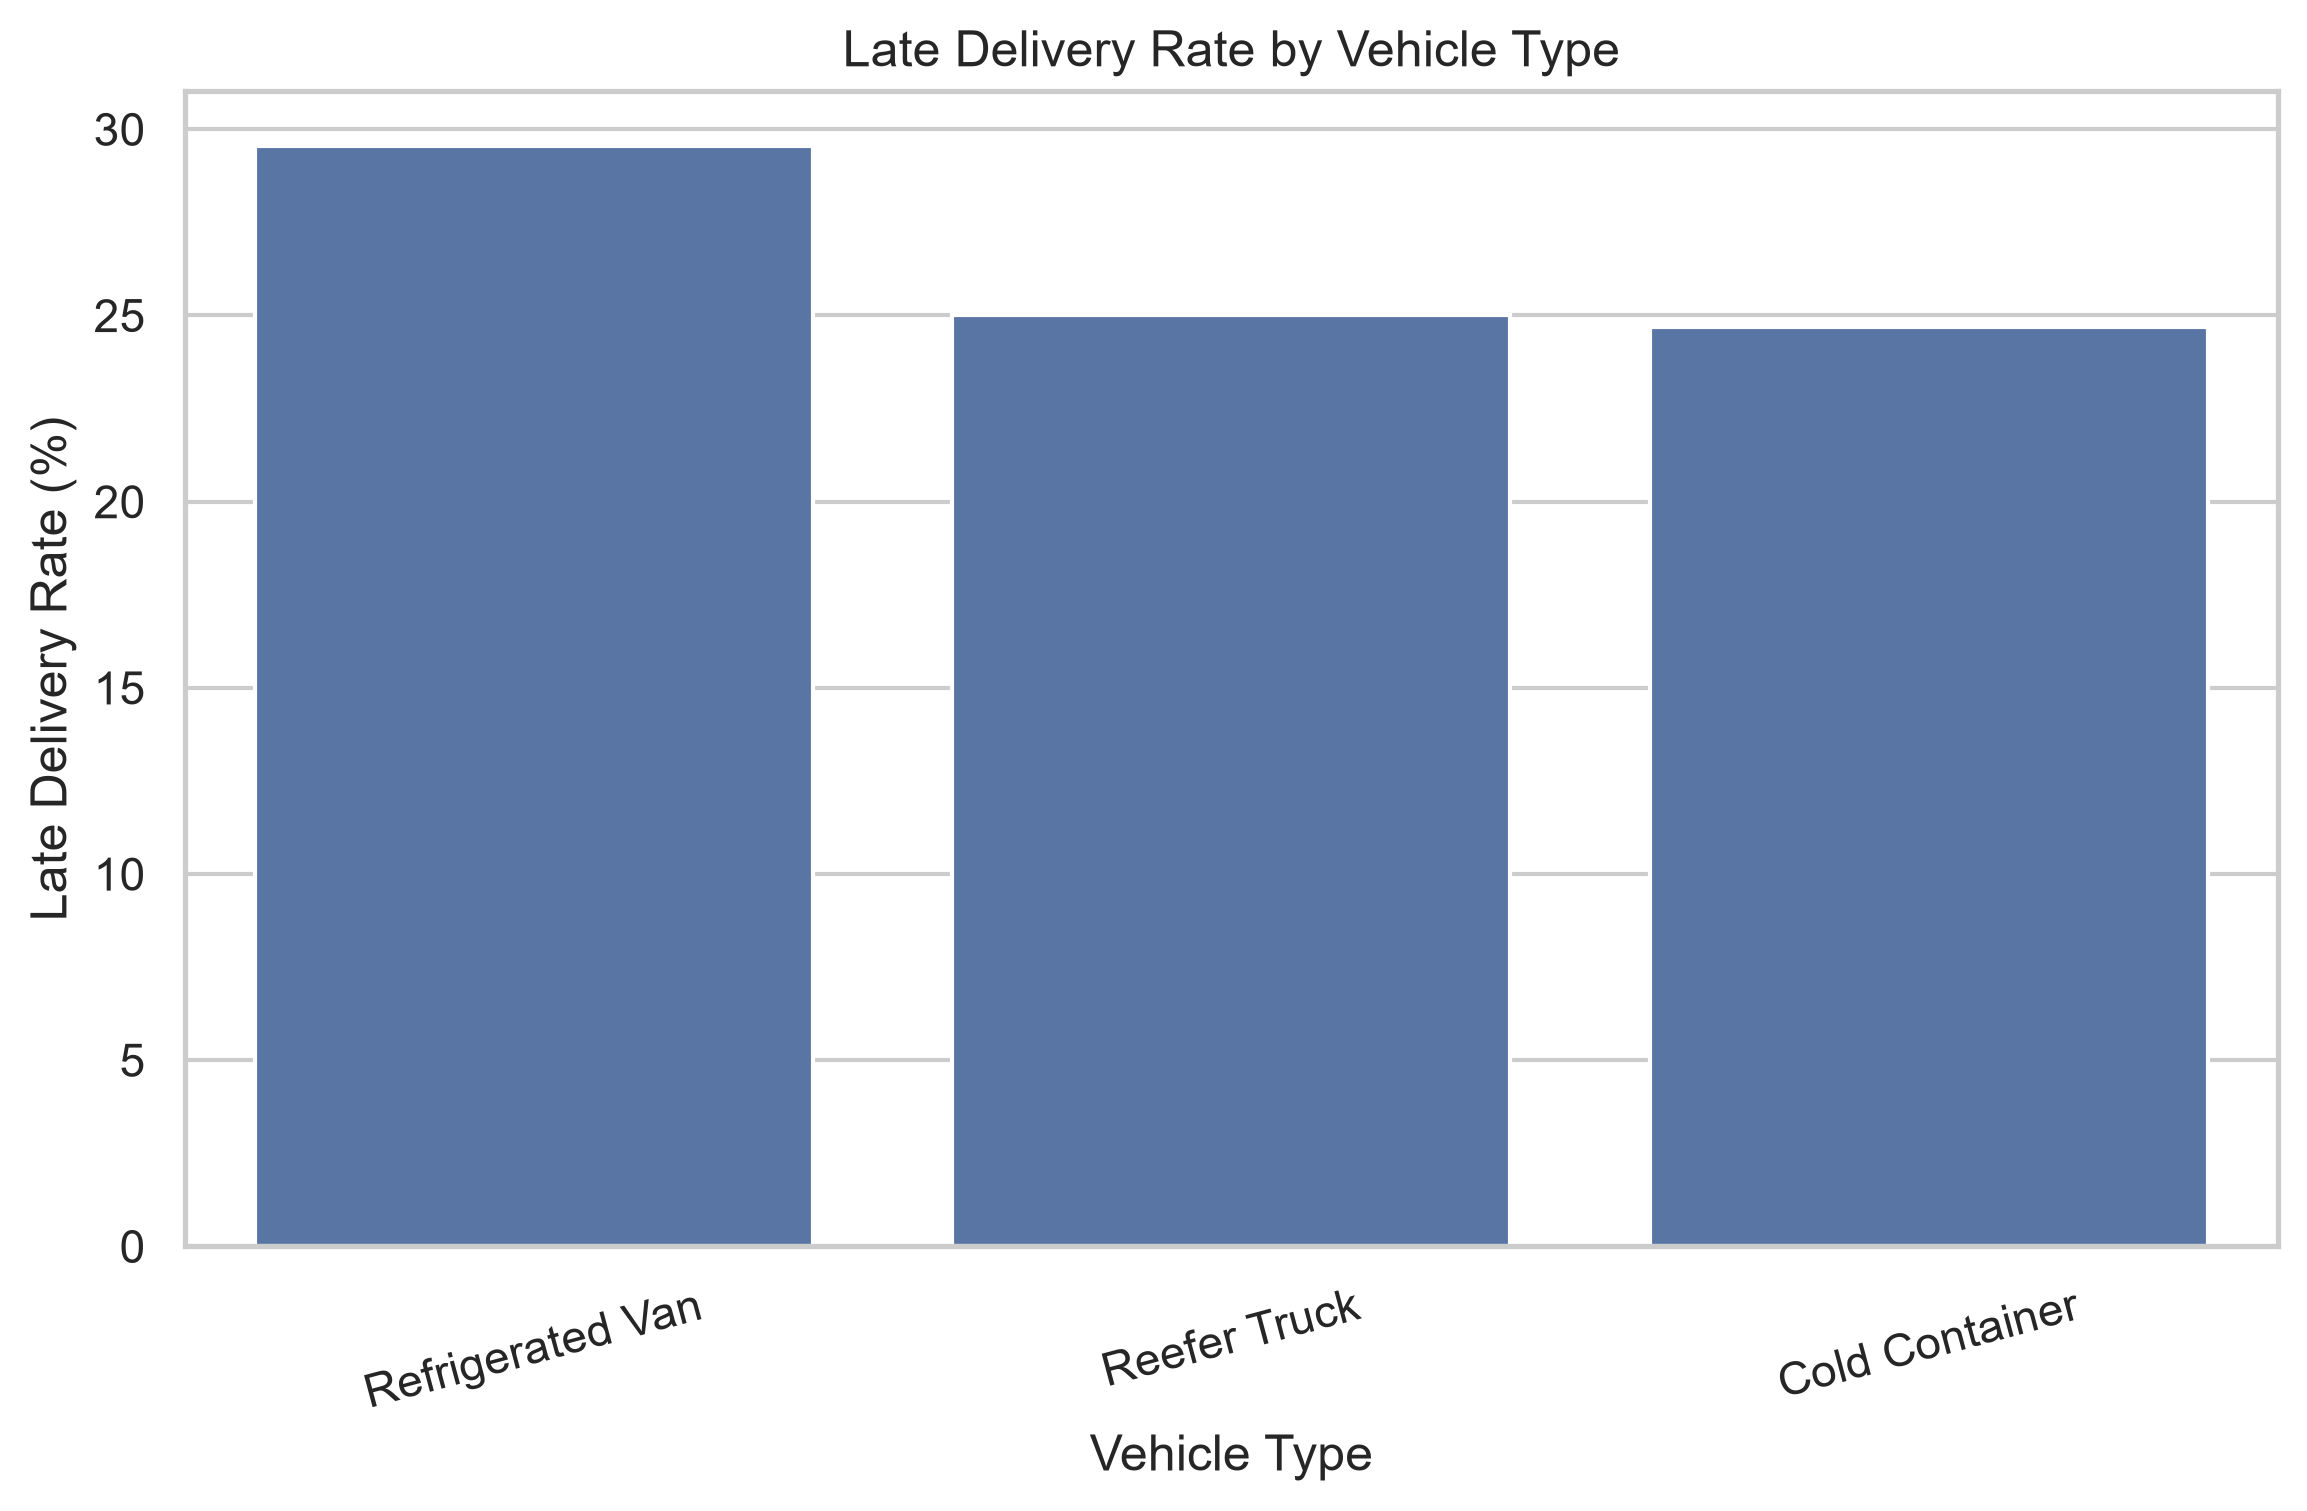 Late Delivery Rate by Vehicle Type
Late Delivery Rate (%)
30
25
20
15
10
5
0
Refrigerated Van
Reefer Truck
Cold Container
Vehicle Type